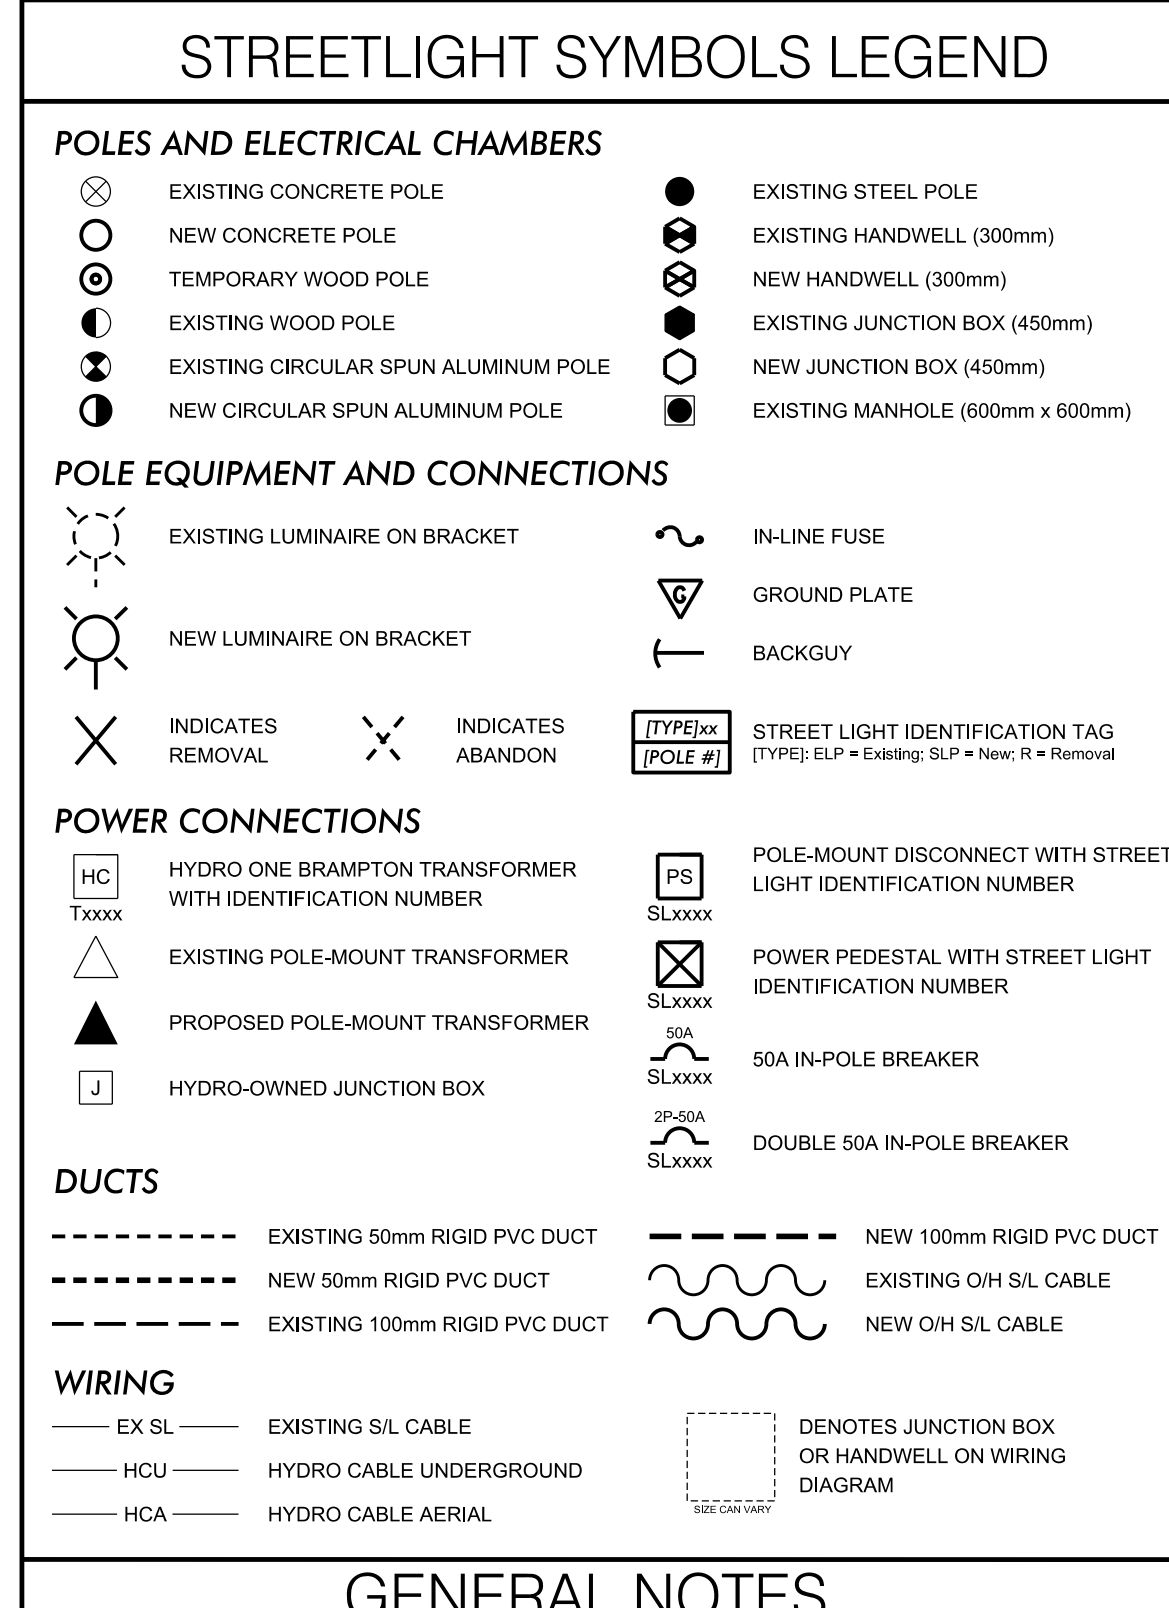 STREETLIGHT SYMBOLS LEGEND
POLES AND ELECTRICAL CHAMBERS
EXISTING CONCRETE POLE
NEW CONCRETE POLE
TEMPORARY WOOD POLE
EXISTING WOOD POLE
EXISTING CIRCULAR SPUN ALUMINUM POLE
NEW CIRCULAR SPUN ALUMINUM POLE
EXISTING STEEL POLE
EXISTING HANDWELL (300mm)
NEW HANDWELL (300mm)
EXISTING JUNCTION BOX (450mm)
NEW JUNCTION BOX (450mm)
EXISTING MANHOLE (600mm x 600mm)
POLE EQUIPMENT AND CONNECTIONS
EXISTING LUMINAIRE ON BRACKET
NEW LUMINAIRE ON BRACKET
INDICATES
REMOVAL
INDICATES
ABANDON
IN-LINE FUSE
G
GROUND PLATE
BACKGUY
[TYPE]xx
[POLE #]
STREET LIGHT IDENTIFICATION TAG
[TYPE]: ELP = Existing; SLP = New; R = Removal
POWER CONNECTIONS
HC
Txxxx
HYDRO ONE BRAMPTON TRANSFORMER
WITH IDENTIFICATION NUMBER
EXISTING POLE-MOUNT TRANSFORMER
PROPOSED POLE-MOUNT TRANSFORMER
J
HYDRO-OWNED JUNCTION BOX
PS
SLxxxx
POLE-MOUNT DISCONNECT WITH STREET
LIGHT IDENTIFICATION NUMBER
SLxxxx
POWER PEDESTAL WITH STREET LIGHT
IDENTIFICATION NUMBER
50A
SLxxxx
50A IN-POLE BREAKER
2P-50A
SLxxxx
DOUBLE 50A IN-POLE BREAKER
DUCTS
EXISTING 50mm RIGID PVC DUCT
NEW 50mm RIGID PVC DUCT
EXISTING 100mm RIGID PVC DUCT
NEW 100mm RIGID PVC DUCT
EXISTING O/H S/L CABLE
NEW O/H S/L CABLE
WIRING
EX SL
EXISTING S/L CABLE
HCU
HYDRO CABLE UNDERGROUND
HCA
HYDRO CABLE AERIAL
SIZE CAN VARY
DENOTES JUNCTION BOX
OR HANDWELL ON WIRING
DIAGRAM
GENERAL NOTES